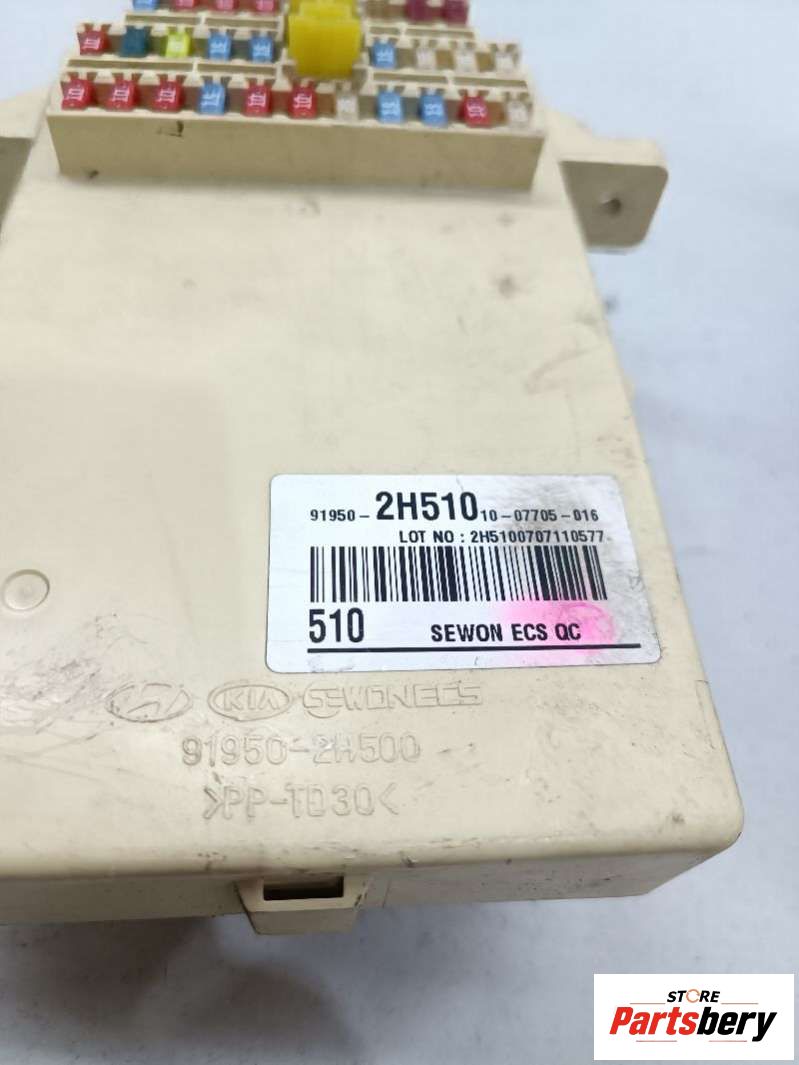 91950- 2H510 10-07705-016
LOT NO : 2H5100707110577
510 SEWON ECS QC
KIA SEWONECS
91950-2H500
>PP-TD30<
STORE
Partsbery